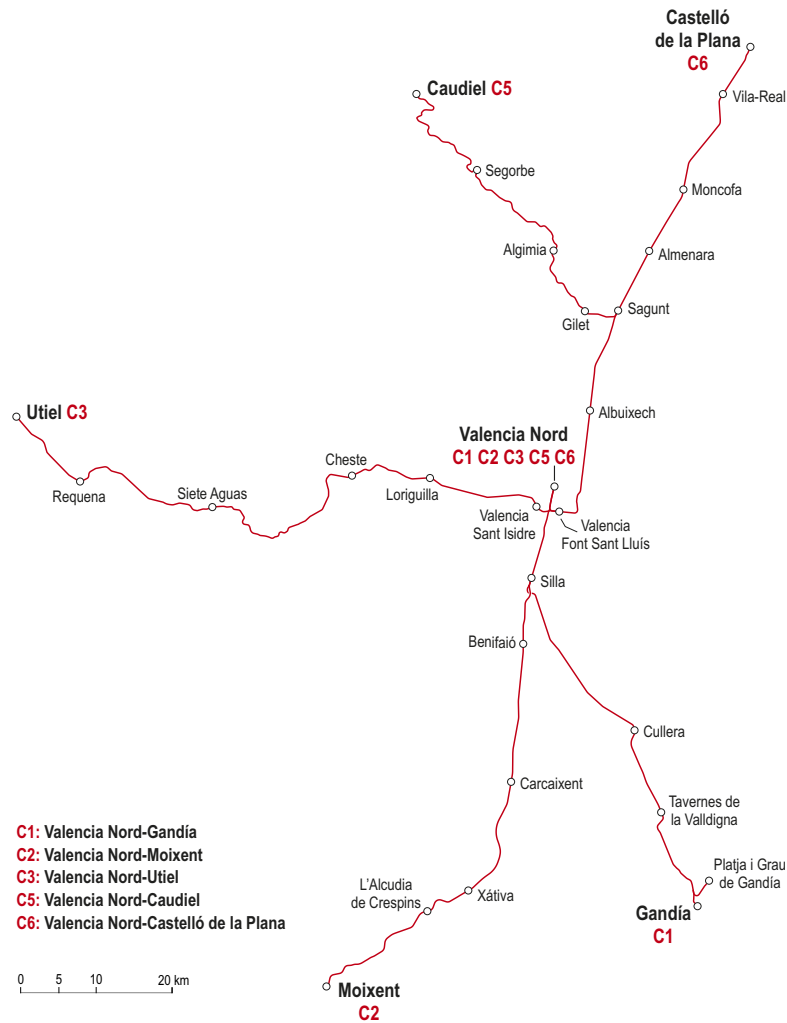 Castelló
de la Plana
C6
Caudiel C5
Vila-Real
Segorbe
Moncofa
Algimia
Almenara
Gilet
Sagunt
Utiel C3
Albuixech
Valencia Nord
C1 C2 C3 C5 C6
Cheste
Requena
Siete Aguas
Loriguilla
Valencia
Sant Isidre
Valencia
Font Sant Lluís
Silla
Benifaió
Cullera
Carcaixent
Tavernes de
la Valldigna
C1: Valencia Nord-Gandía
C2: Valencia Nord-Moixent
C3: Valencia Nord-Utiel
C5: Valencia Nord-Caudiel
C6: Valencia Nord-Castelló de la Plana
Platja i Grau
de Gandía
L'Alcudia
de Crespins
Xátiva
Gandía
C1
0 5 10 20 km
Moixent
C2